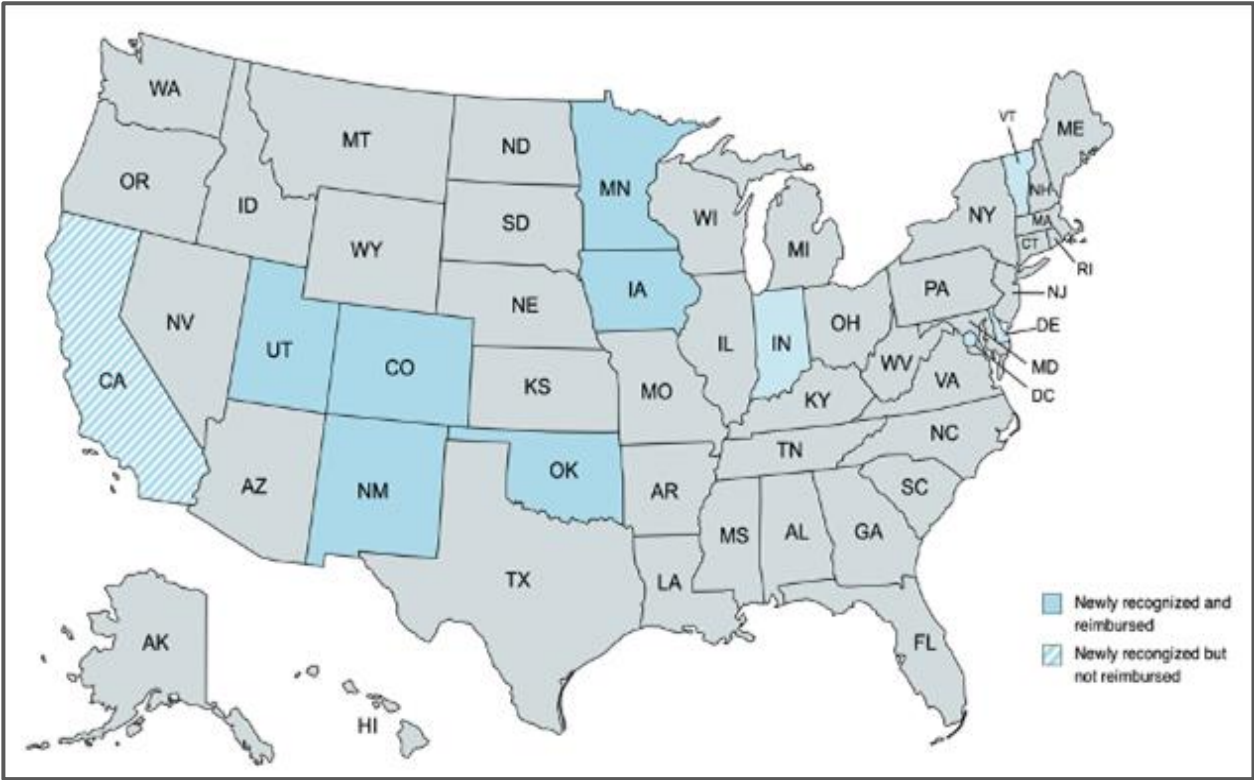 WA
MT
ND
MN
VT
ME
OR
ID
SD
WI
NH
NY
MA
WY
MI
CT
RI
IA
PA
NJ
NE
NV
UT
IL
IN
OH
DE
CA
CO
WV
MD
KS
MO
VA
DC
KY
NC
AZ
NM
OK
TN
AR
SC
MS
AL
GA
TX
LA
Newly recognized and
reimbursed
AK
FL
Newly recongized but
not reimbursed
HI